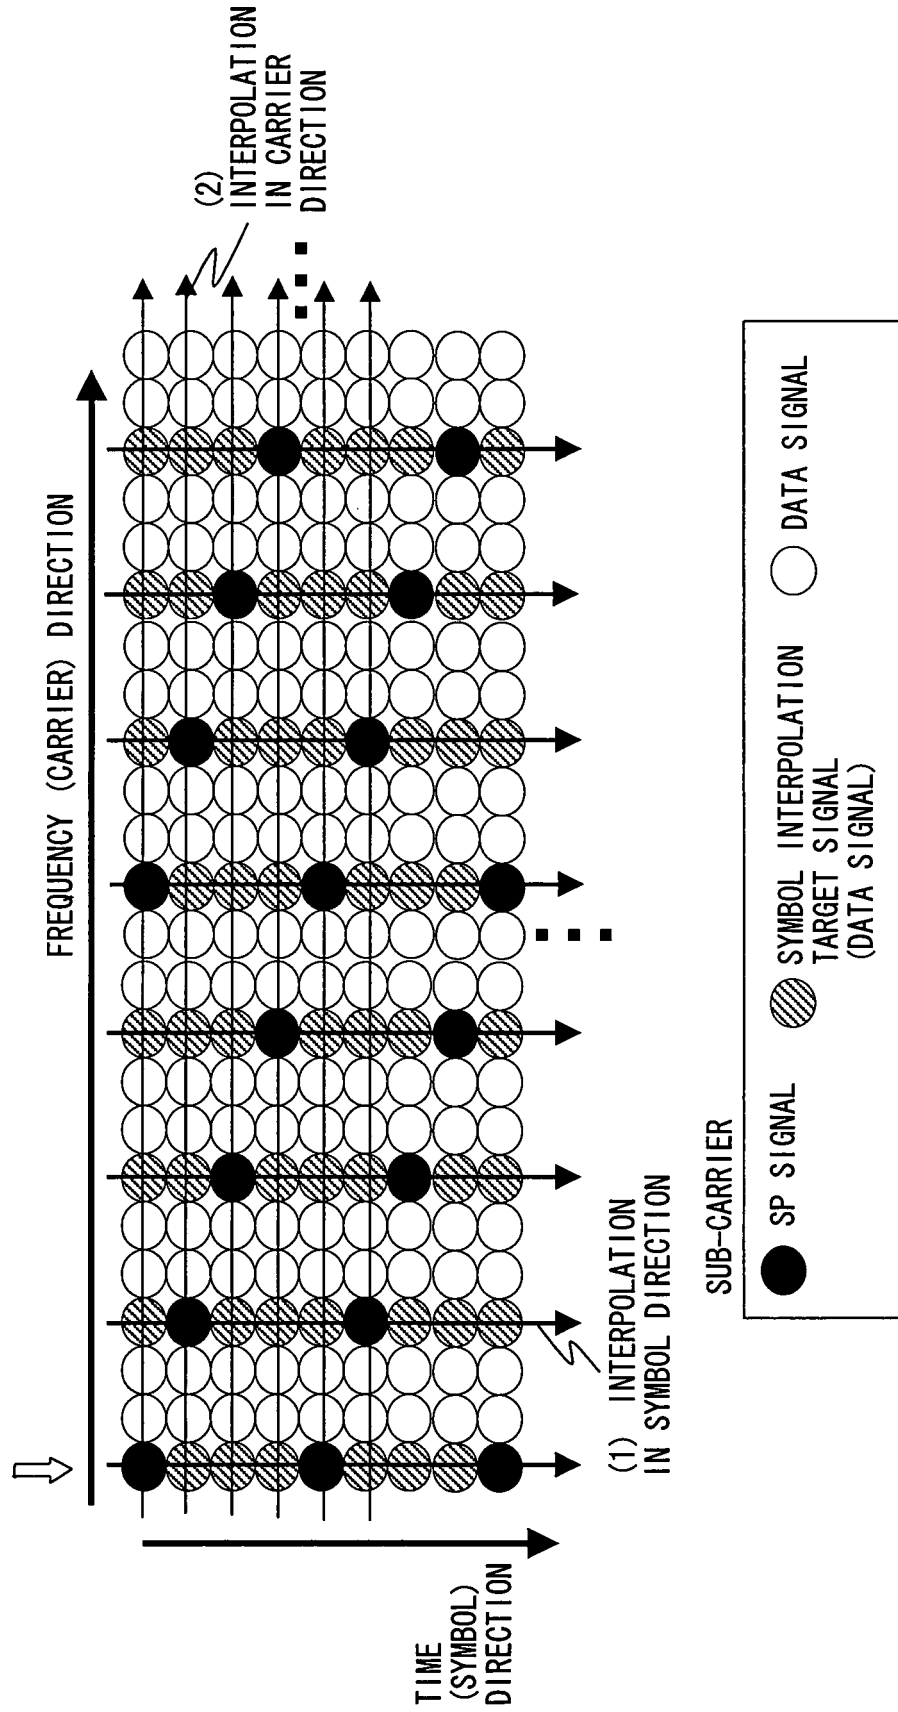 FREQUENCY (CARRIER) DIRECTION
(2)
INTERPOLATION
IN CARRIER
DIRECTION
TIME
(SYMBOL)
DIRECTION
(1) INTERPOLATION
IN SYMBOL DIRECTION
SUB-CARRIER
SP SIGNAL
SYMBOL INTERPOLATION
TARGET SIGNAL
(DATA SIGNAL)
DATA SIGNAL